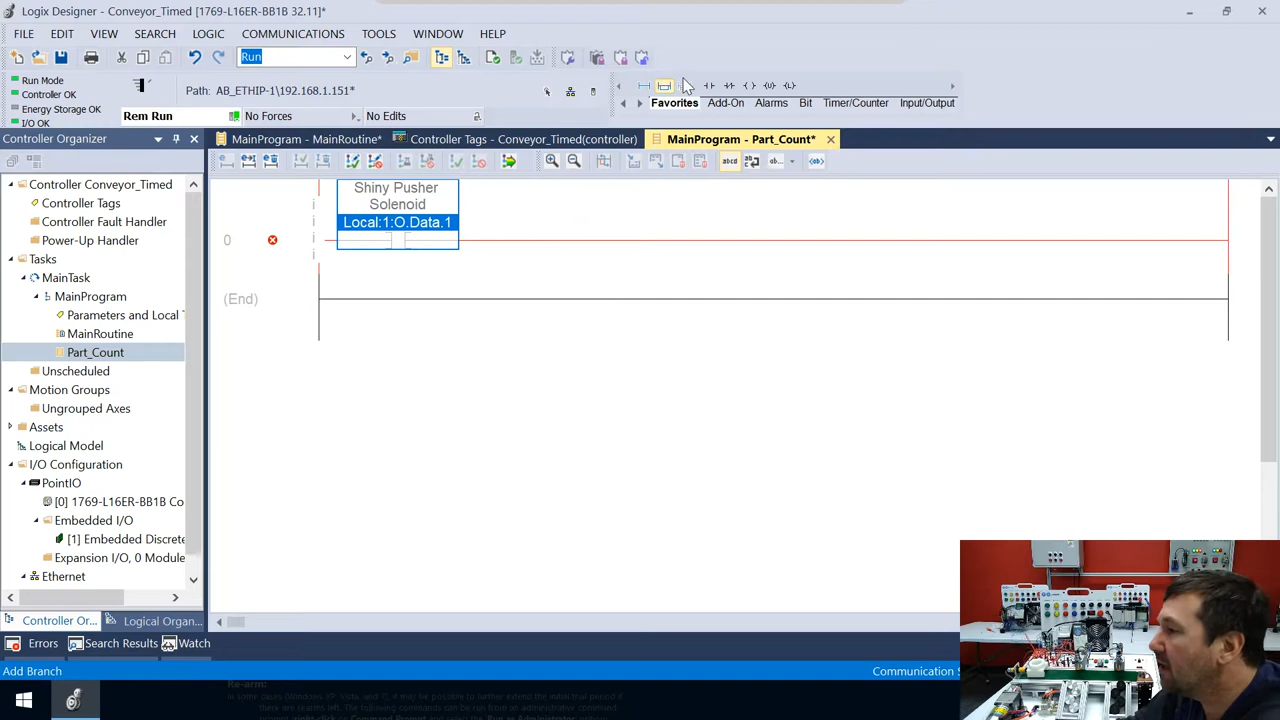 Logix Designer - Conveyor_Timed [1769-L16ER-BB1B 32.11]*
FILE EDIT VIEW SEARCH LOGIC COMMUNICATIONS TOOLS WINDOW HELP
Run
Run Mode
Controller OK
Energy Storage OK
I/O OK
Path: AB_ETHIP-1\192.168.1.151*
Rem Run No Forces No Edits
Favorites Add-On Alarms Bit Timer/Counter Input/Output
Controller Organizer
MainProgram - MainRoutine* Controller Tags - Conveyor_Timed(controller) MainProgram - Part_Count*
abcd ab... <ab>
Controller Conveyor_Timed
Controller Tags
Controller Fault Handler
Power-Up Handler
Tasks
MainTask
MainProgram
Parameters and Local T
MainRoutine
Part_Count
Unscheduled
Motion Groups
Ungrouped Axes
Assets
Logical Model
I/O Configuration
PointIO
[0] 1769-L16ER-BB1B Co
Embedded I/O
[1] Embedded Discrete
Expansion I/O, 0 Module
Ethernet
Shiny Pusher
Solenoid
Local:1:O.Data.1
0
i
i
i
i
(End)
Controller Or... Logical Organ...
Errors Search Results Watch
Add Branch
Communication S
Re-arm: